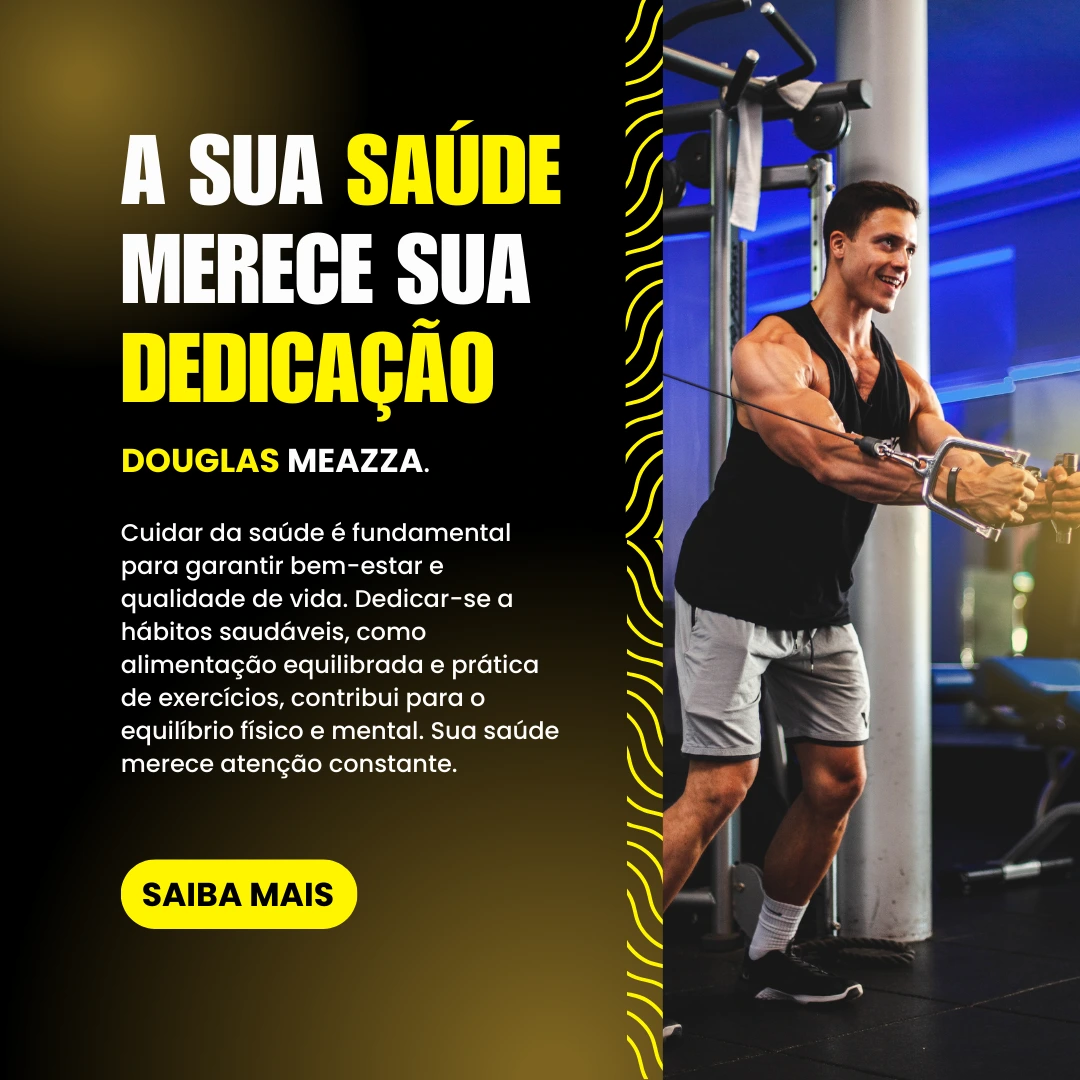 A SUA SAÚDE
MERECE SUA
DEDICAÇÃO
DOUGLAS MEAZZA.
Cuidar da saúde é fundamental
para garantir bem-estar e
qualidade de vida. Dedicar-se a
hábitos saudáveis, como
alimentação equilibrada e prática
de exercícios, contribui para o
equilíbrio físico e mental. Sua saúde
merece atenção constante.
SAIBA MAIS